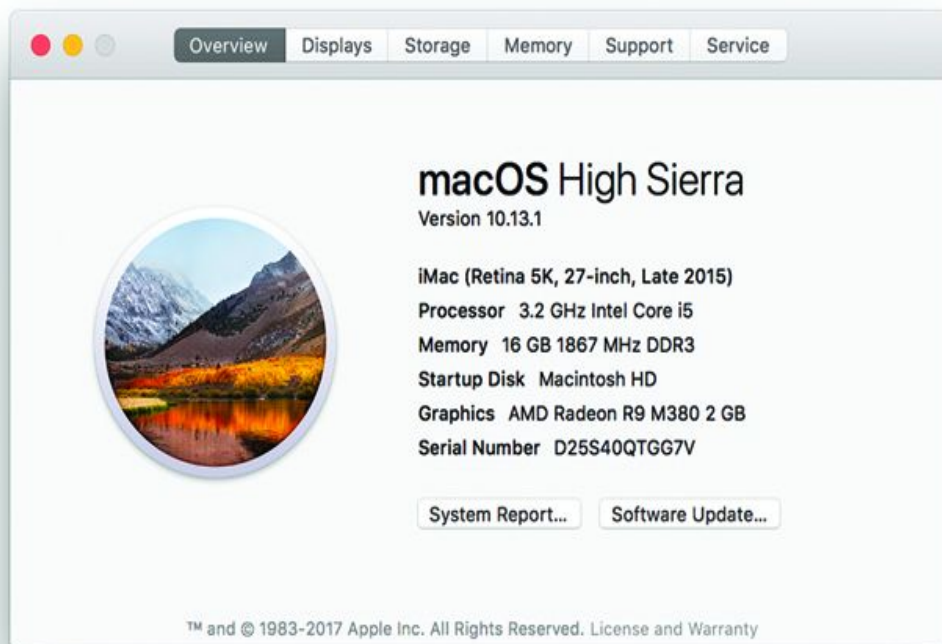 Overview Displays Storage Memory Support Service
macOS High Sierra
Version 10.13.1
iMac (Retina 5K, 27-inch, Late 2015)
Processor 3.2 GHz Intel Core i5
Memory 16 GB 1867 MHz DDR3
Startup Disk Macintosh HD
Graphics AMD Radeon R9 M380 2 GB
Serial Number D25S40QTGG7V
System Report... Software Update...
™ and © 1983-2017 Apple Inc. All Rights Reserved. License and Warranty